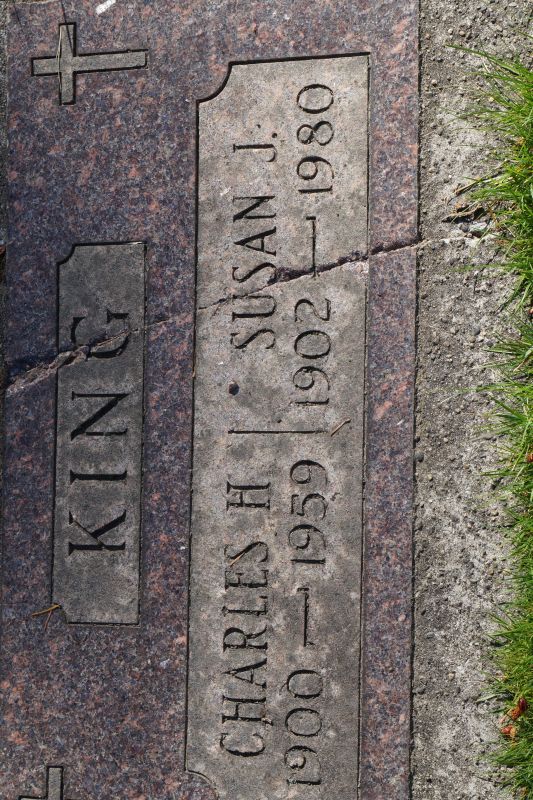 KING
CHARLES H
1900 — 1959
SUSAN J.
1902 — 1980